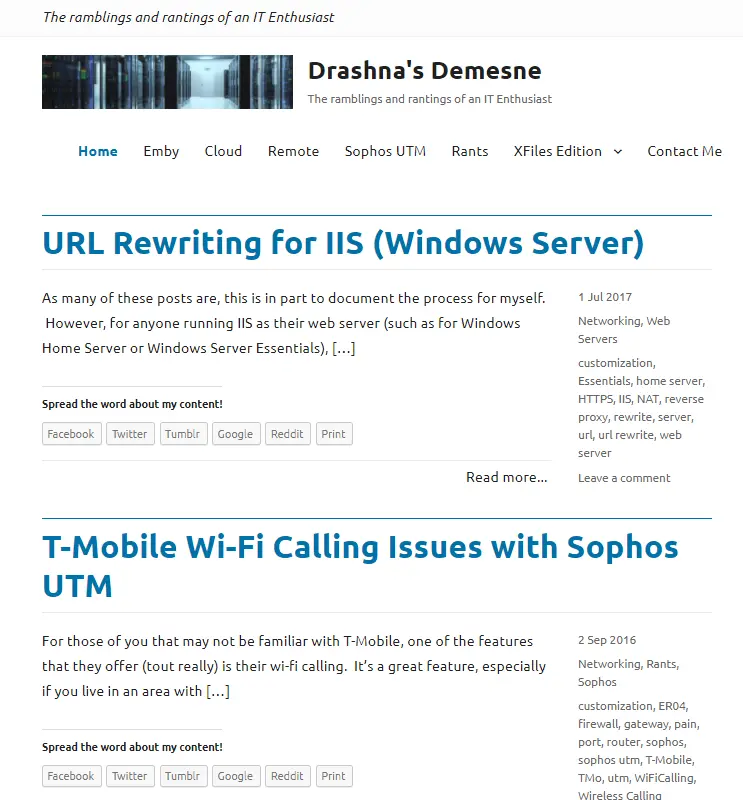 The ramblings and rantings of an IT Enthusiast
Drashna's Demesne
The ramblings and rantings of an IT Enthusiast
Home Emby Cloud Remote Sophos UTM Rants XFiles Edition Contact Me
URL Rewriting for IIS (Windows Server)
As many of these posts are, this is in part to document the process for myself.
However, for anyone running IIS as their web server (such as for Windows
Home Server or Windows Server Essentials), […]
Spread the word about my content!
Facebook Twitter Tumblr Google Reddit Print
Read more...
1 Jul 2017
Networking, Web
Servers
customization,
Essentials, home server,
HTTPS, IIS, NAT, reverse
proxy, rewrite, server,
url, url rewrite, web
server
Leave a comment
T-Mobile Wi-Fi Calling Issues with Sophos
UTM
For those of you that may not be familiar with T-Mobile, one of the features
that they offer (tout really) is their wi-fi calling. It's a great feature, especially
if you live in an area with […]
Spread the word about my content!
Facebook Twitter Tumblr Google Reddit Print
2 Sep 2016
Networking, Rants,
Sophos
customization, ER04,
firewall, gateway, pain,
port, router, sophos,
sophos utm, T-Mobile,
TMo, utm, WiFiCalling,
Wireless Calling